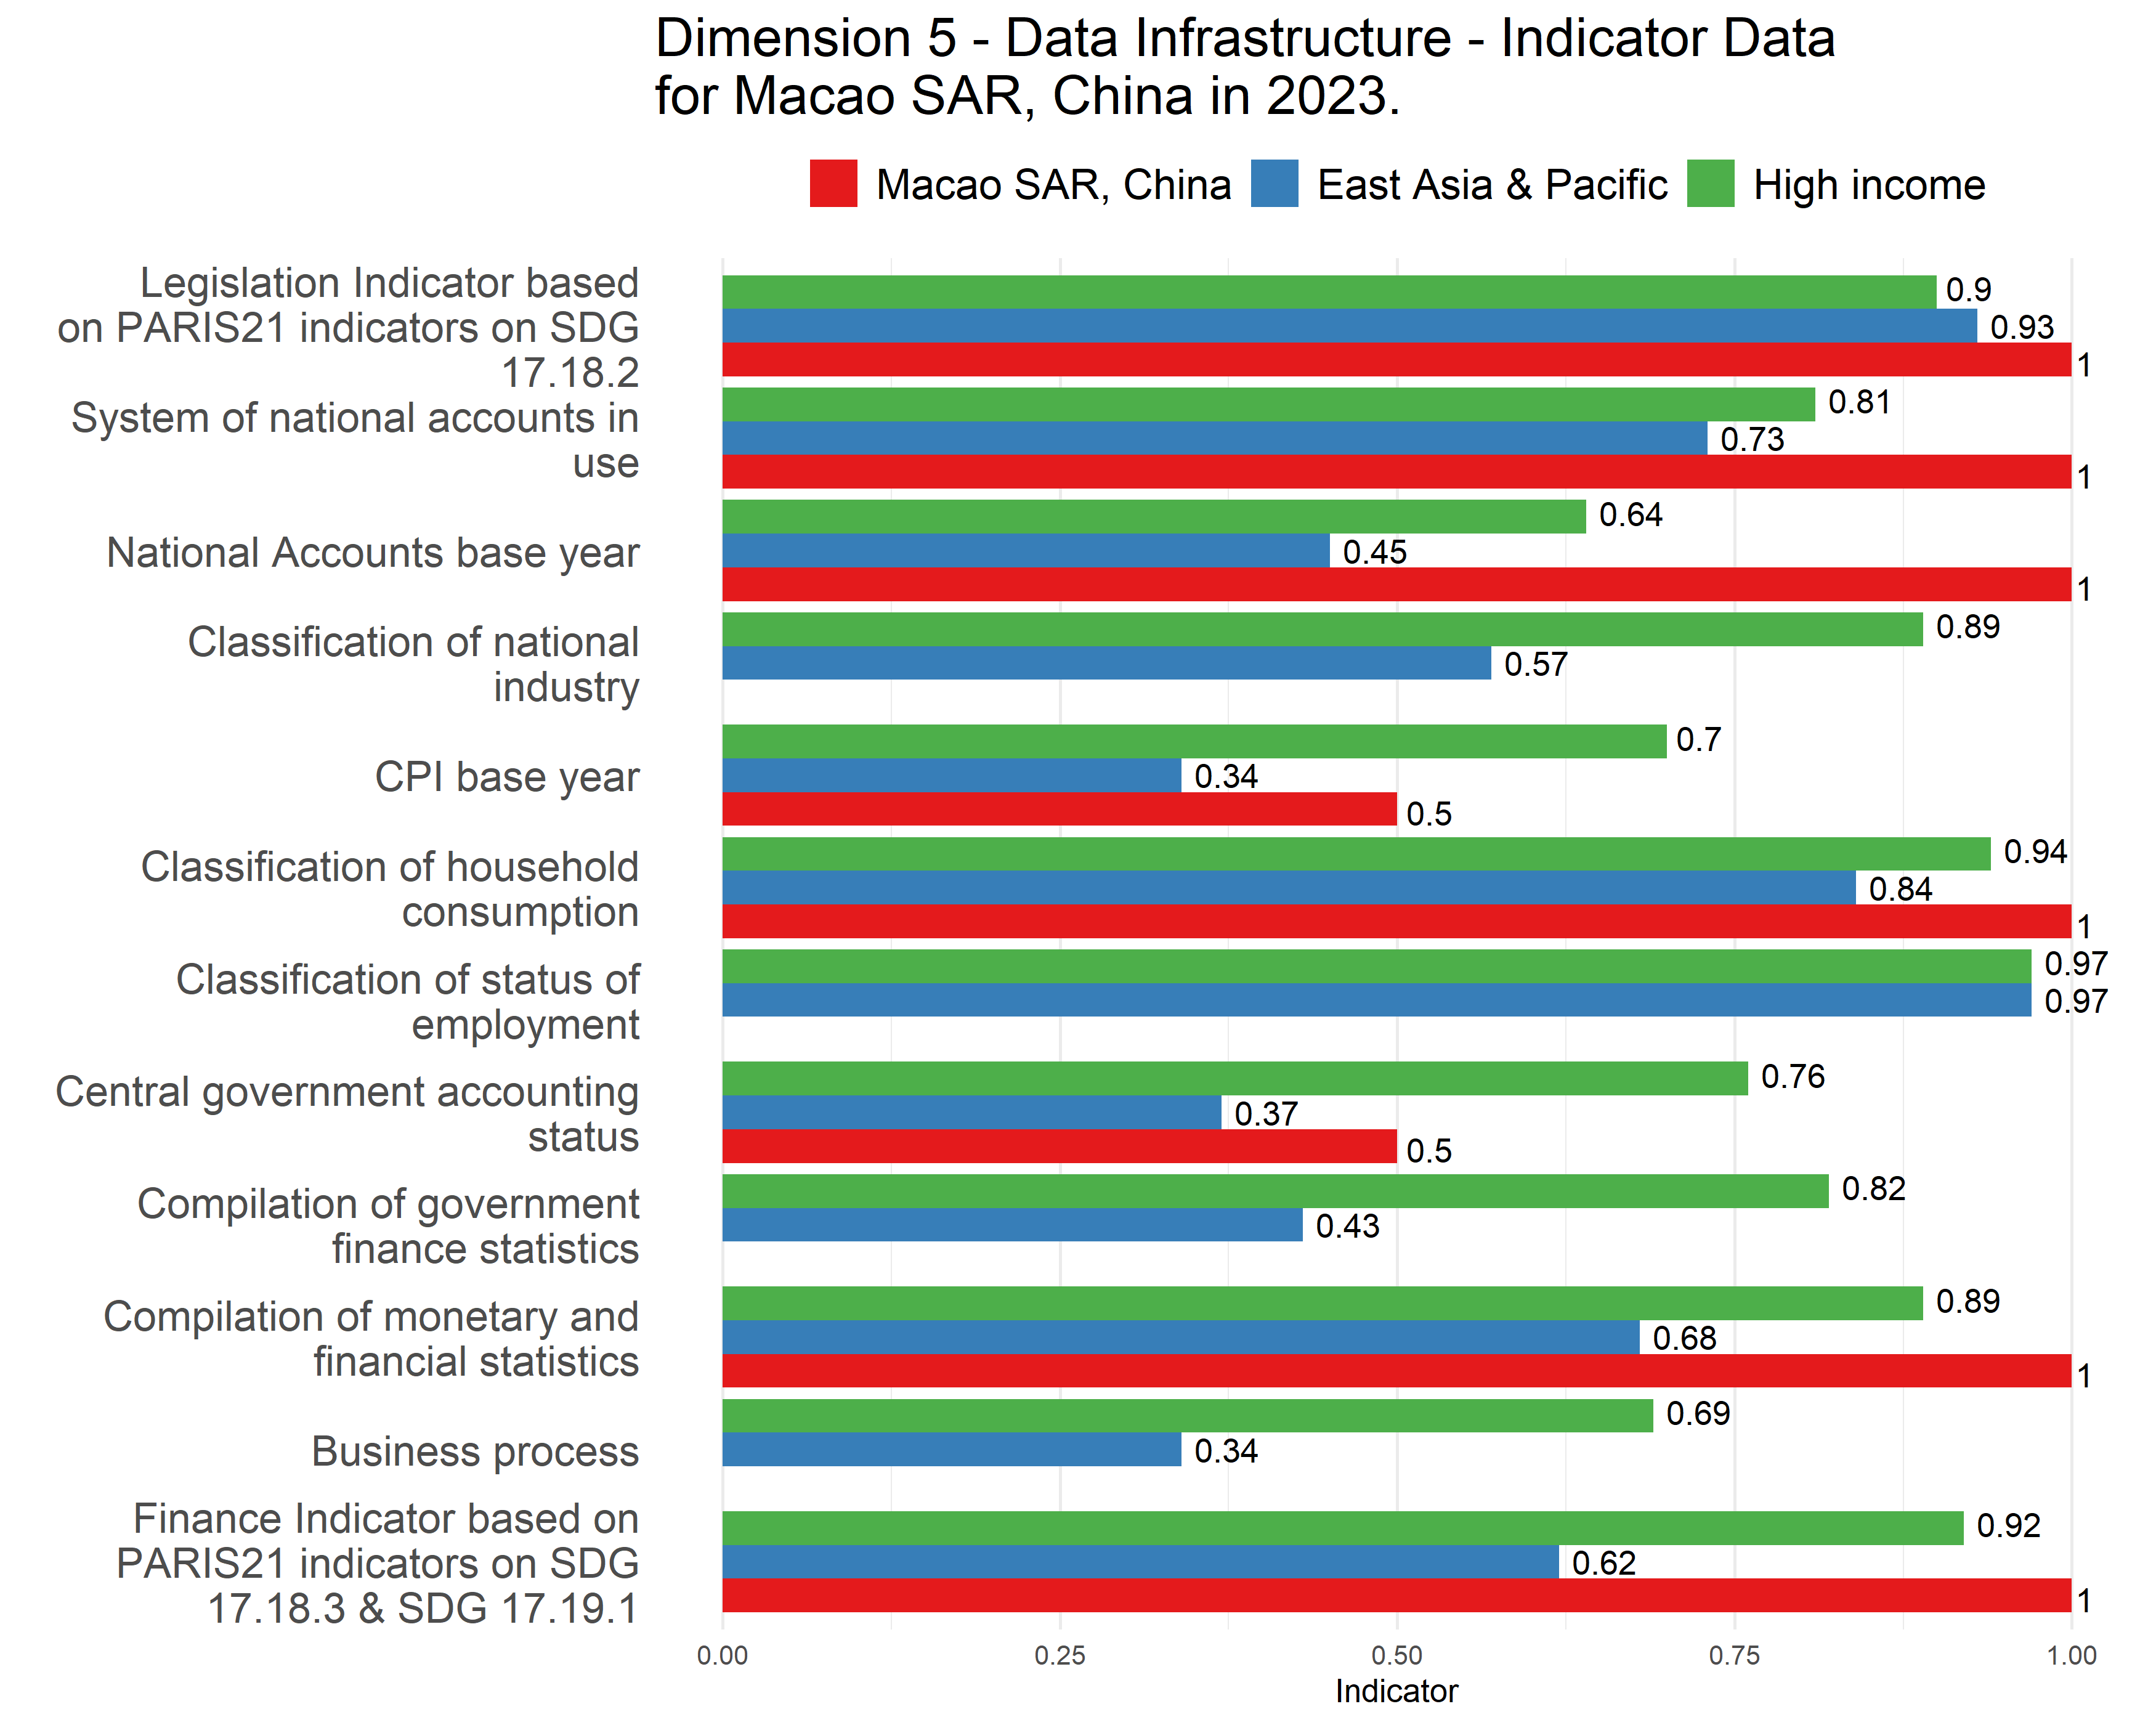 Dimension 5 - Data Infrastructure - Indicator Data
for Macao SAR, China in 2023.
Macao SAR, China East Asia & Pacific High income
Legislation Indicator based
on PARIS21 indicators on SDG
17.18.2
0.9
0.93
1
System of national accounts in
use
0.81
0.73
1
National Accounts base year
0.64
0.45
1
Classification of national
industry
0.89
0.57
CPI base year
0.7
0.34
0.5
Classification of household
consumption
0.94
0.84
1
Classification of status of
employment
0.97
0.97
Central government accounting
status
0.76
0.37
0.5
Compilation of government
finance statistics
0.82
0.43
Compilation of monetary and
financial statistics
0.89
0.68
1
Business process
0.69
0.34
Finance Indicator based on
PARIS21 indicators on SDG
17.18.3 & SDG 17.19.1
0.92
0.62
1
0.00 0.25 0.50 0.75 1.00
Indicator